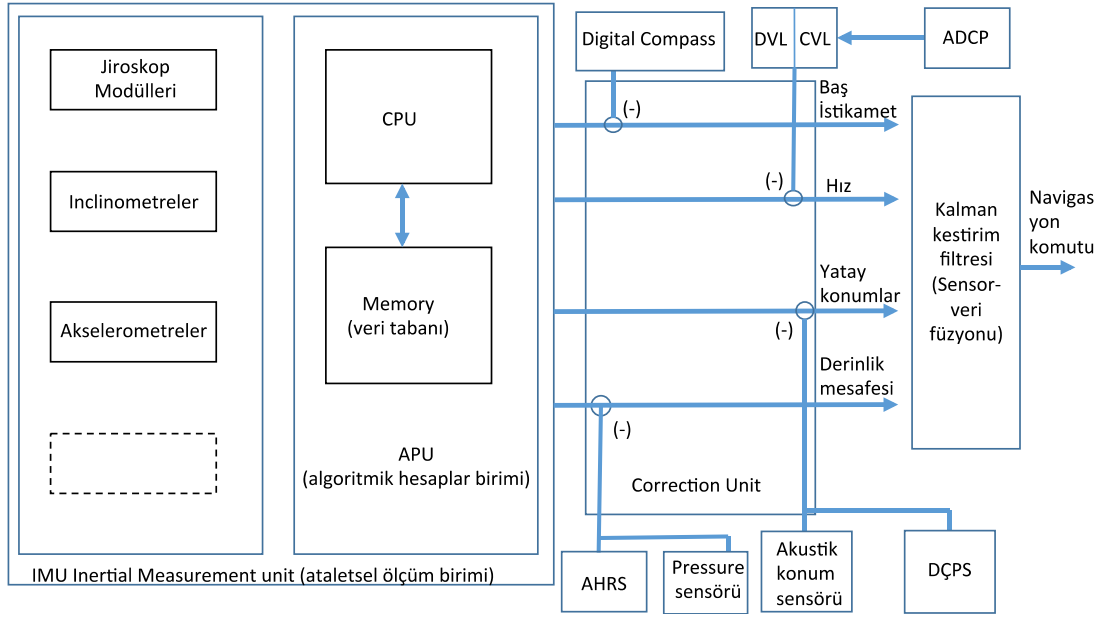 Jiroskop
Modülleri
Inclinometreler
Akselerometreler
CPU
Memory
(veri tabanı)
APU
(algoritmik hesaplar birimi)
IMU Inertial Measurement unit (ataletsel ölçüm birimi)
Digital Compass
DVL
CVL
ADCP
(-)
Baş
İstikamet
(-)
Hız
Yatay
konumlar
(-)
Derinlik
mesafesi
(-)
Correction Unit
Kalman
kestirim
filtresi
(Sensor-
veri
füzyonu)
Navigas
yon
komutu
AHRS
Pressure
sensörü
Akustik
konum
sensörü
DÇPS